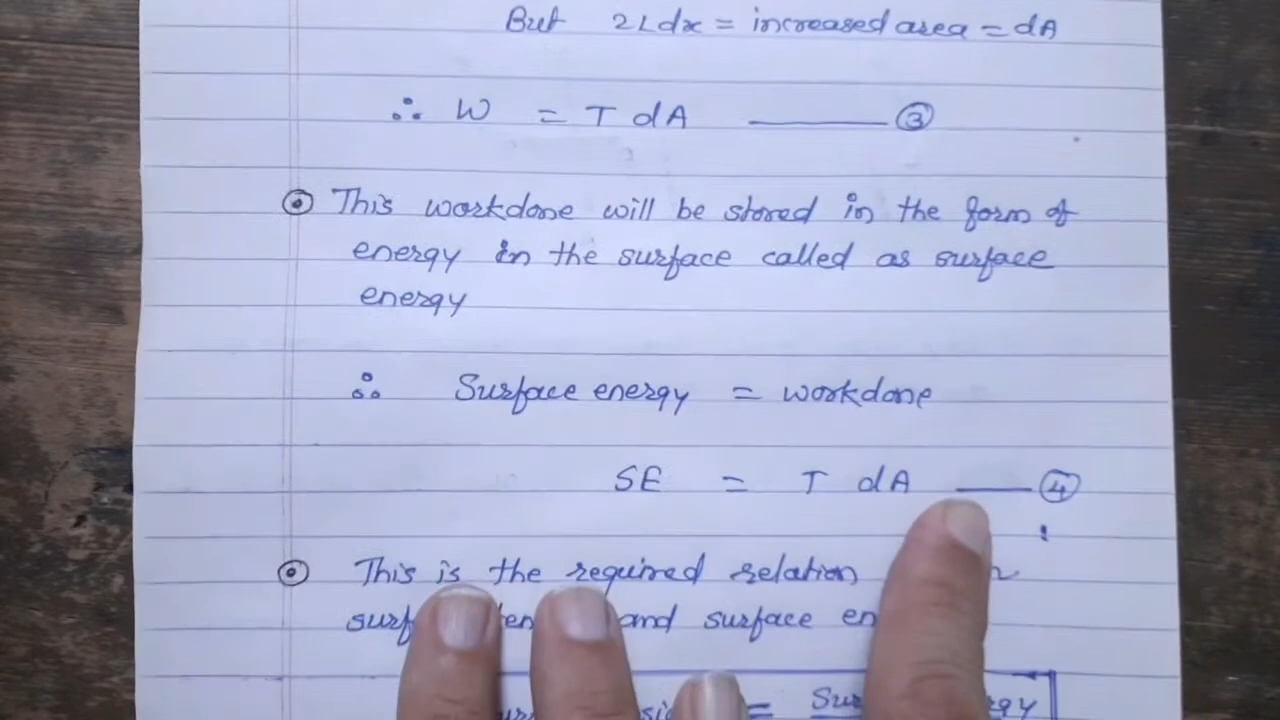 But 2Ldx = increased area = dA
∴ W = T dA ——— ③
This workdone will be stored in the form of
energy in the surface called as surface
energy
∴ Surface energy = workdone
SE = T dA —— ④
This is the required relation
and surface
=